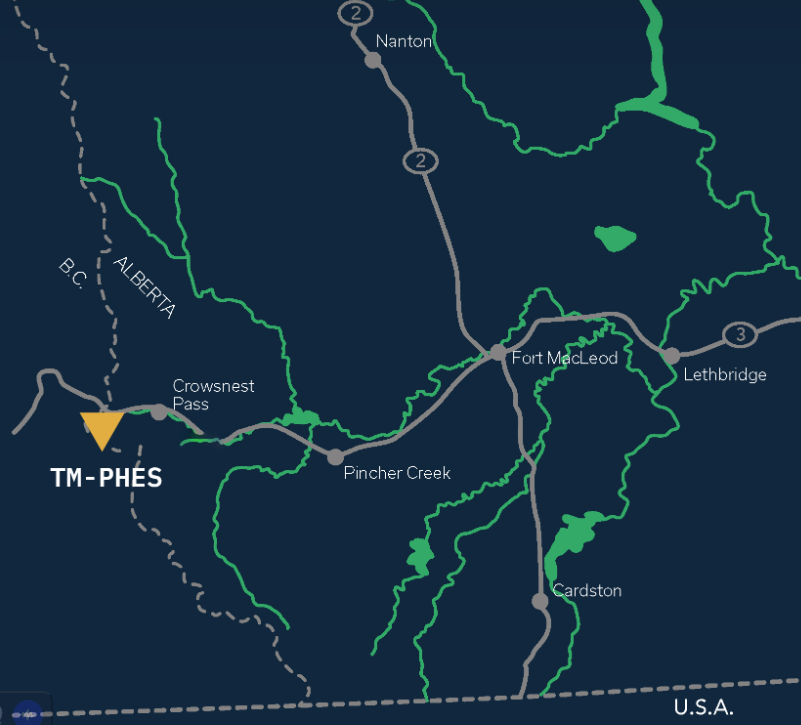 2
Nanton
2
B.C.
ALBERTA
3
Fort MacLeod
Lethbridge
Crowsnest
Pass
Pincher Creek
TM-PHES
Cardston
U.S.A.